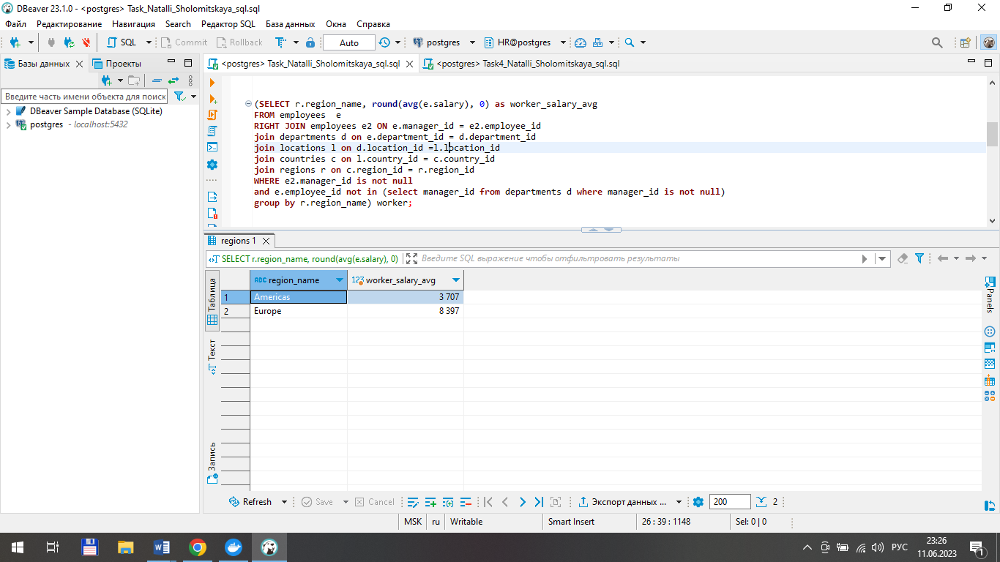 DBeaver 23.1.0 - <postgres> Task_Natalli_Sholomitskaya_sql.sql
Файл Редактирование Навигация Search Редактор SQL База данных Окна Справка
SQL Commit Rollback Auto postgres HR@postgres
Базы данных Проекты
<postgres> Task_Natalli_Sholomitskaya_sql.sql <postgres> Task4_Natalli_Sholomitskaya_sql.sql
Введите часть имени объекта для поиск
DBeaver Sample Database (SQLite)
postgres - localhost:5432
(SELECT r.region_name, round(avg(e.salary), 0) as worker_salary_avg
FROM employees e
RIGHT JOIN employees e2 ON e.manager_id = e2.employee_id
join departments d on e.department_id = d.department_id
join locations l on d.location_id =l.location_id
join countries c on l.country_id = c.country_id
join regions r on c.region_id = r.region_id
WHERE e2.manager_id is not null
and e.employee_id not in (select manager_id from departments d where manager_id is not null)
group by r.region_name) worker;
regions 1
SELECT r.region_name, round(avg(e.salary), 0) Введите SQL выражение чтобы отфильтровать результаты
Таблица
Текст
Запись
ABC region_name 123 worker_salary_avg
1 Americas 3 707
2 Europe 8 397
Panels
Refresh Save Cancel Экспорт данных ... 200 2
MSK ru Writable Smart Insert 26 : 39 : 1148 Sel: 0 | 0
РУС
23:26
11.06.2023
1